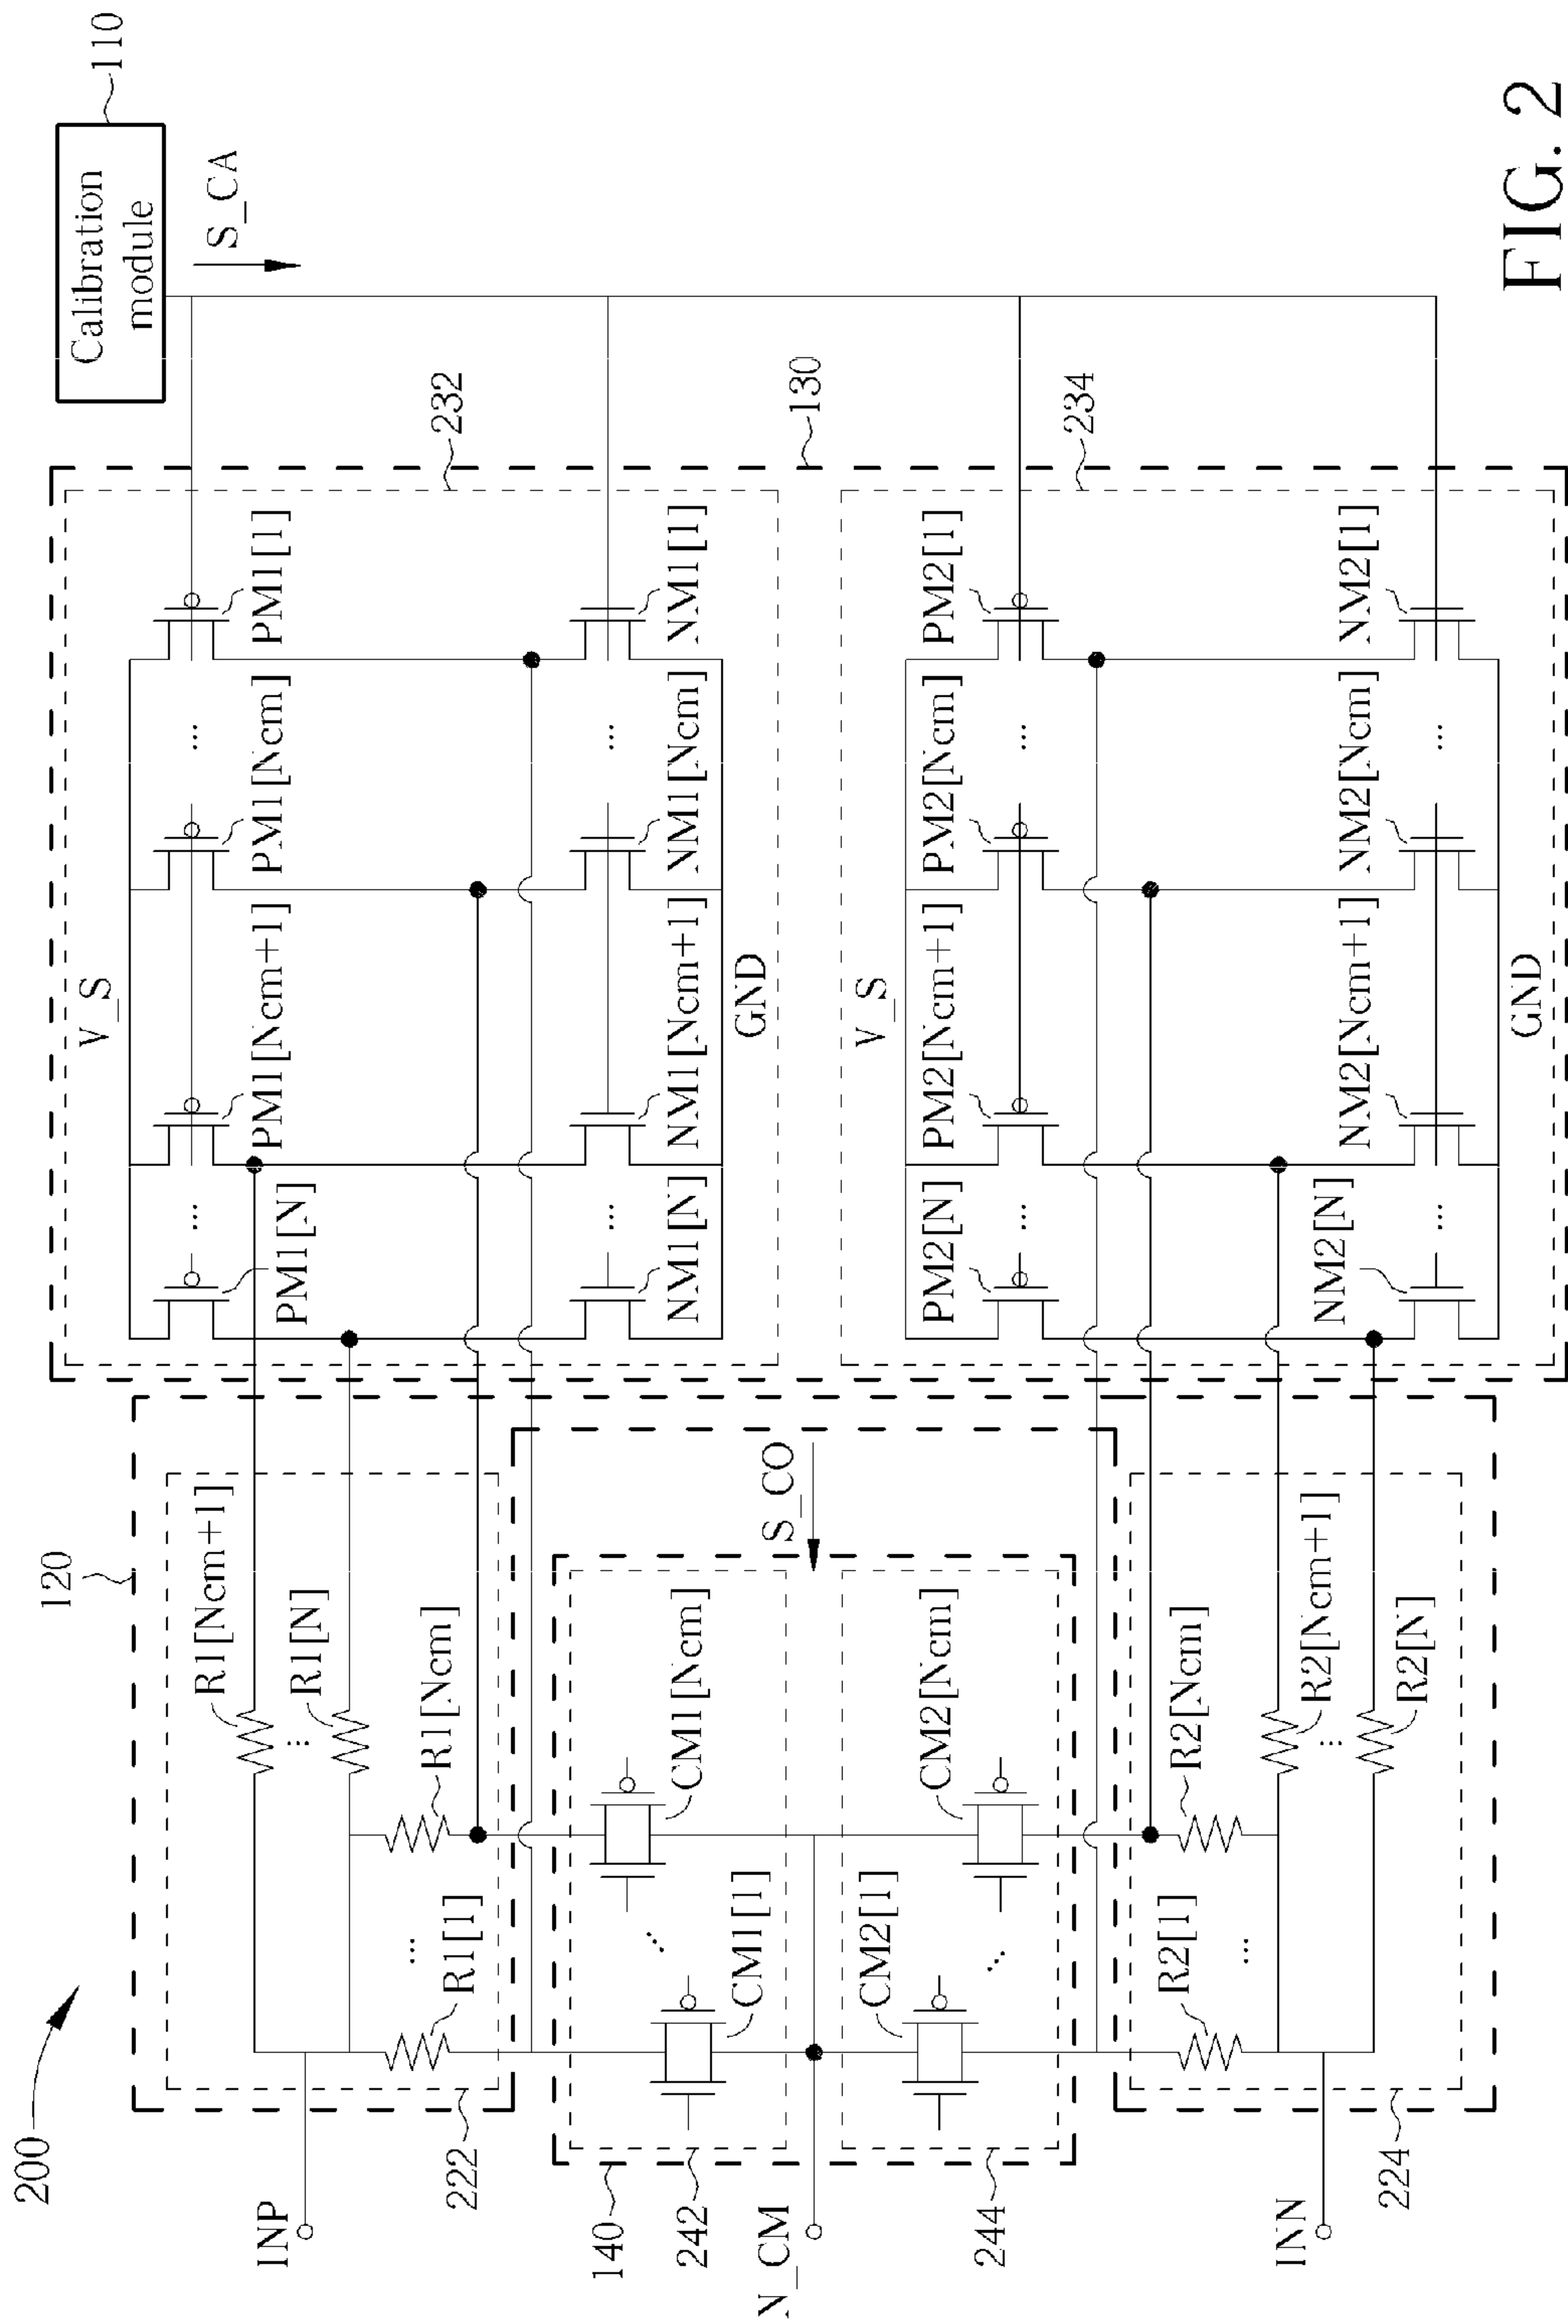 200
120
Calibration
module
110
S_CA
V_S
232
PM1[N]
PM1[Ncm+1]
PM1[Ncm]
PM1[1]
...
...
R1[Ncm+1]
R1[N]
...
INP
222
R1[1]
R1[Ncm]
...
NM1[N]
NM1[Ncm+1]
NM1[Ncm]
NM1[1]
...
...
GND
140
242
CM1[1]
CM1[Ncm]
...
N_CM
S_CO
130
V_S
244
CM2[1]
CM2[Ncm]
...
PM2[N]
PM2[Ncm+1]
PM2[Ncm]
PM2[1]
...
...
234
R2[1]
R2[Ncm]
...
INN
224
R2[Ncm+1]
R2[N]
...
NM2[N]
NM2[Ncm+1]
NM2[Ncm]
NM2[1]
...
...
GND
FIG. 2